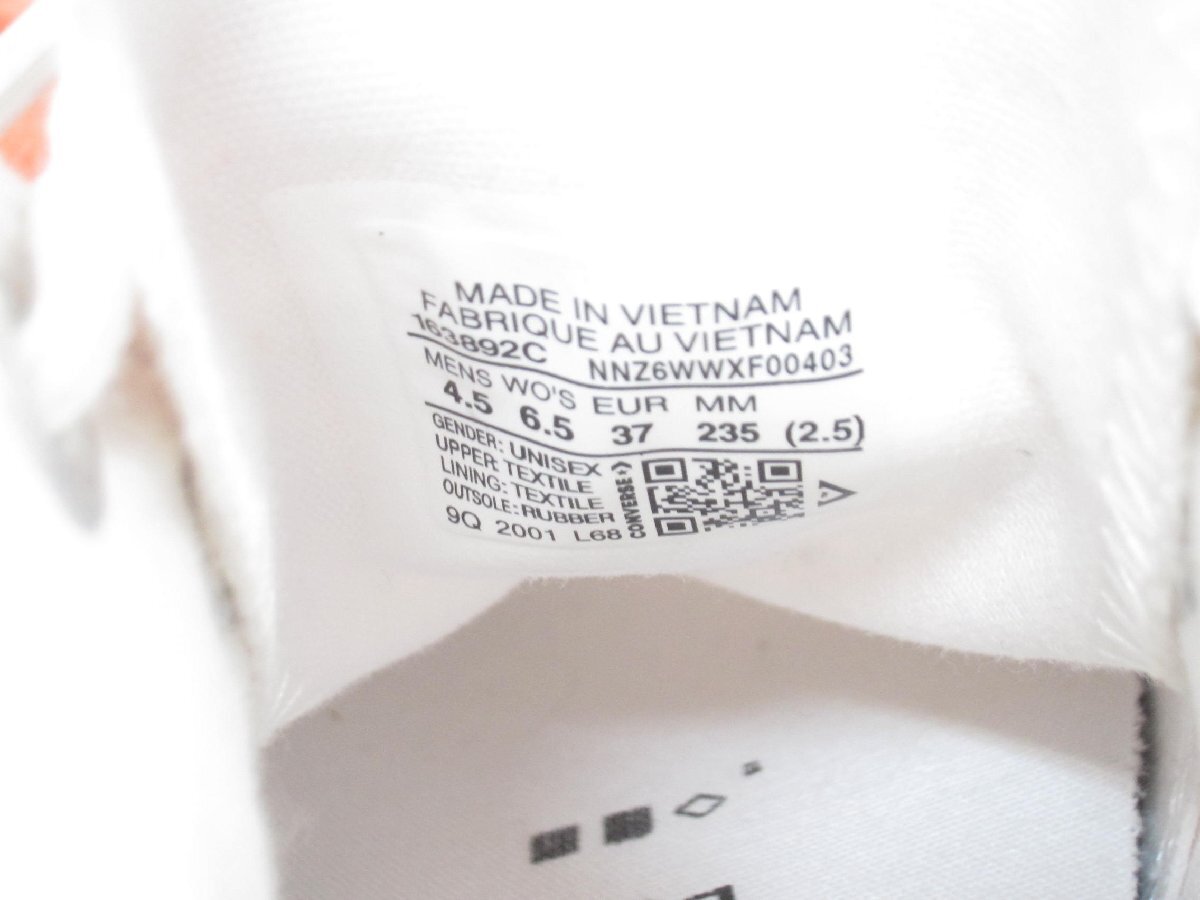 MADE IN VIETNAM
FABRIQUE AU VIETNAM
163892C NNZ6WWXF00403
MENS WO'S EUR MM
4.5 6.5 37 235 (2.5)
GENDER: UNISEX
UPPER: TEXTILE
LINING: TEXTILE
OUTSOLE: RUBBER
9Q 2001 L68
CONVERSE